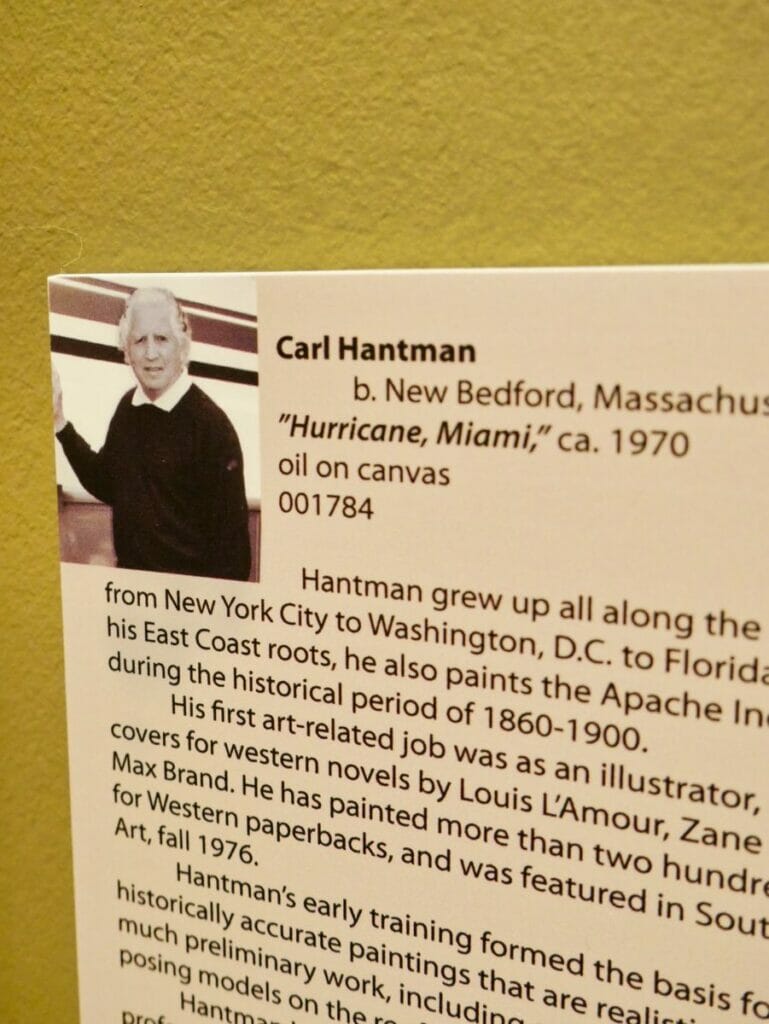 Carl Hantman
b. New Bedford, Massachus
"Hurricane, Miami," ca. 1970
oil on canvas
001784
Hantman grew up all along the
from New York City to Washington, D.C. to Florida
his East Coast roots, he also paints the Apache In
during the historical period of 1860-1900.
His first art-related job was as an illustrator,
covers for western novels by Louis L'Amour, Zane
Max Brand. He has painted more than two hundre
for Western paperbacks, and was featured in Sout
Art, fall 1976.
Hantman's early training formed the basis fo
historically accurate paintings that are realisti
much preliminary work, including
posing models on the
Hantman